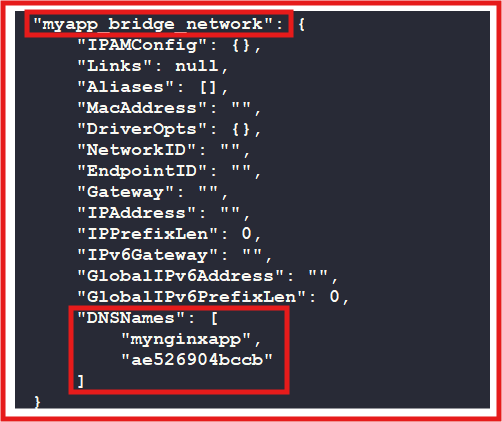 "myapp_bridge_network": {
"IPAMConfig": {},
"Links": null,
"Aliases": [],
"MacAddress": "",
"DriverOpts": {},
"NetworkID": "",
"EndpointID": "",
"Gateway": "",
"IPAddress": "",
"IPPrefixLen": 0,
"IPv6Gateway": "",
"GlobalIPv6Address": "",
"GlobalIPv6PrefixLen": 0,
"DNSNames": [
"mynginxapp",
"ae526904bccb"
]
}